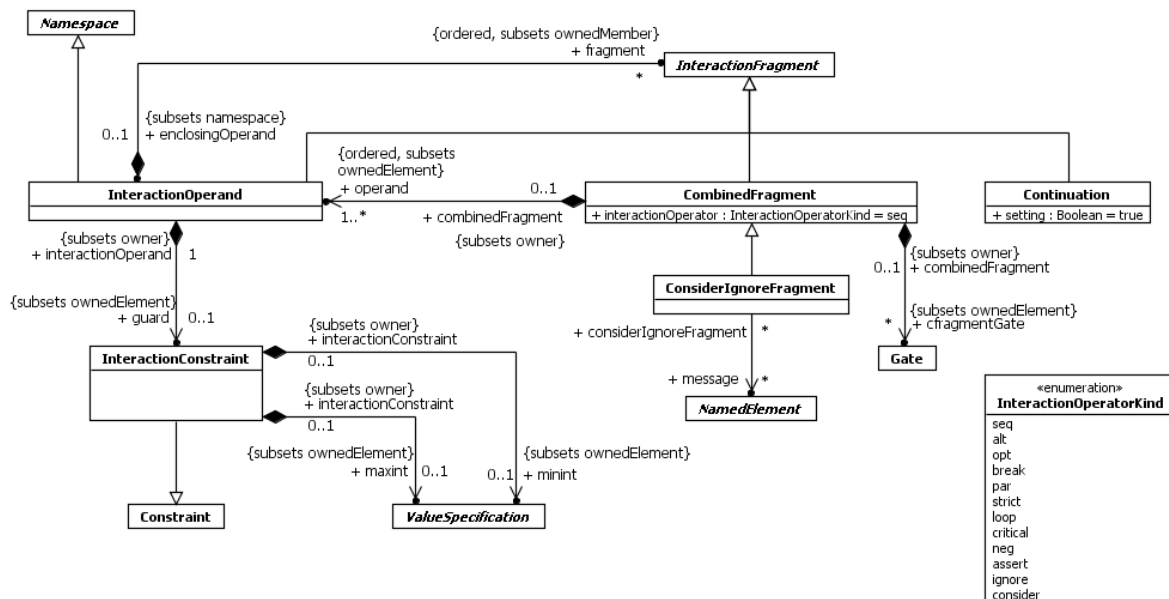 Namespace
{ordered, subsets ownedMember}
+ fragment
InteractionFragment
*
{subsets namespace}
0..1
+ enclosingOperand
{ordered, subsets
ownedElement}
+ operand
0..1
InteractionOperand
CombinedFragment
Continuation
+ interactionOperator : InteractionOperatorKind = seq
+ setting : Boolean = true
1..*
+ combinedFragment
{subsets owner}
{subsets owner}
+ interactionOperand
1
{subsets owner}
0..1
+ combinedFragment
ConsiderIgnoreFragment
{subsets ownedElement}
+ guard
0..1
{subsets owner}
+ interactionConstraint
0..1
+ considerIgnoreFragment
*
{subsets ownedElement}
*
+ cfragmentGate
InteractionConstraint
Gate
{subsets owner}
+ interactionConstraint
0..1
+ message
*
NamedElement
«enumeration»
InteractionOperatorKind
seq
alt
opt
break
par
strict
loop
critical
neg
assert
ignore
consider
{subsets ownedElement}
+ maxint
0..1
{subsets ownedElement}
0..1
+ minint
Constraint
ValueSpecification